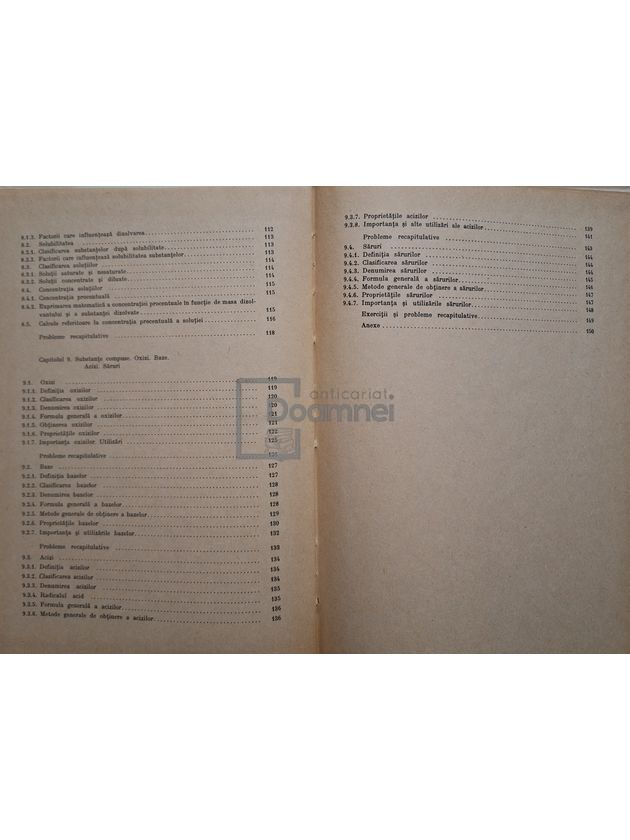 8.1.3. Factorii care influențează dizolvarea 112
8.2. Solubilitatea 113
8.2.1. Clasificarea substanțelor după solubilitate 113
8.2.2. Factorii care influențează solubilitatea substanțelor 113
8.3. Clasificarea soluțiilor 114
8.3.1. Soluții saturate și nesaturate 114
8.3.2. Soluții concentrate și diluate 114
8.4. Concentrația soluțiilor 115
8.4.1. Concentrația procentuală 115
8.4.2. Exprimarea matematică a concentrației procentuale în funcție de masa dizol-
vantului și a substanței dizolvate 115
8.5. Calcule referitoare la concentrația procentuală a soluției 116
Probleme recapitulative 118
Capitolul 9. Substanțe compuse. Oxizi. Baze.
Acizi. Săruri
9.1. Oxizi 119
9.1.1. Definiția oxizilor 119
9.1.2. Clasificarea oxizilor 120
9.1.3. Denumirea oxizilor 120
9.1.4. Formula generală a oxizilor 121
9.1.5. Obținerea oxizilor 121
9.1.6. Proprietățile oxizilor 122
9.1.7. Importanța oxizilor. Utilizări 125
Probleme recapitulative 126
9.2. Baze 127
9.2.1. Definiția bazelor 127
9.2.2. Clasificarea bazelor 128
9.2.3. Denumirea bazelor 128
9.2.4. Formula generală a bazelor 128
9.2.5. Metode generale de obținere a bazelor 129
9.2.6. Proprietățile bazelor 130
9.2.7. Importanța și utilizările bazelor 132
Probleme recapitulative 133
9.3. Acizi 134
9.3.1. Definiția acizilor 134
9.3.2. Clasificarea acizilor 134
9.3.3. Denumirea acizilor 135
9.3.4. Radicalul acid 135
9.3.5. Formula generală a acizilor 136
9.3.6. Metode generale de obținere a acizilor 136
9.3.7. Proprietățile acizilor 139
9.3.8. Importanța și alte utilizări ale acizilor 141
Probleme recapitulative 143
9.4. Săruri 144
9.4.1. Definiția sărurilor 144
9.4.2. Clasificarea sărurilor 144
9.4.3. Denumirea sărurilor 144
9.4.4. Formula generală a sărurilor 146
9.4.5. Metode generale de obținere a sărurilor 147
9.4.6. Proprietățile sărurilor 147
9.4.7. Importanța și utilizările sărurilor 148
Exerciții și probleme recapitulative 149
Anexe 150
anticariat
Doamnei